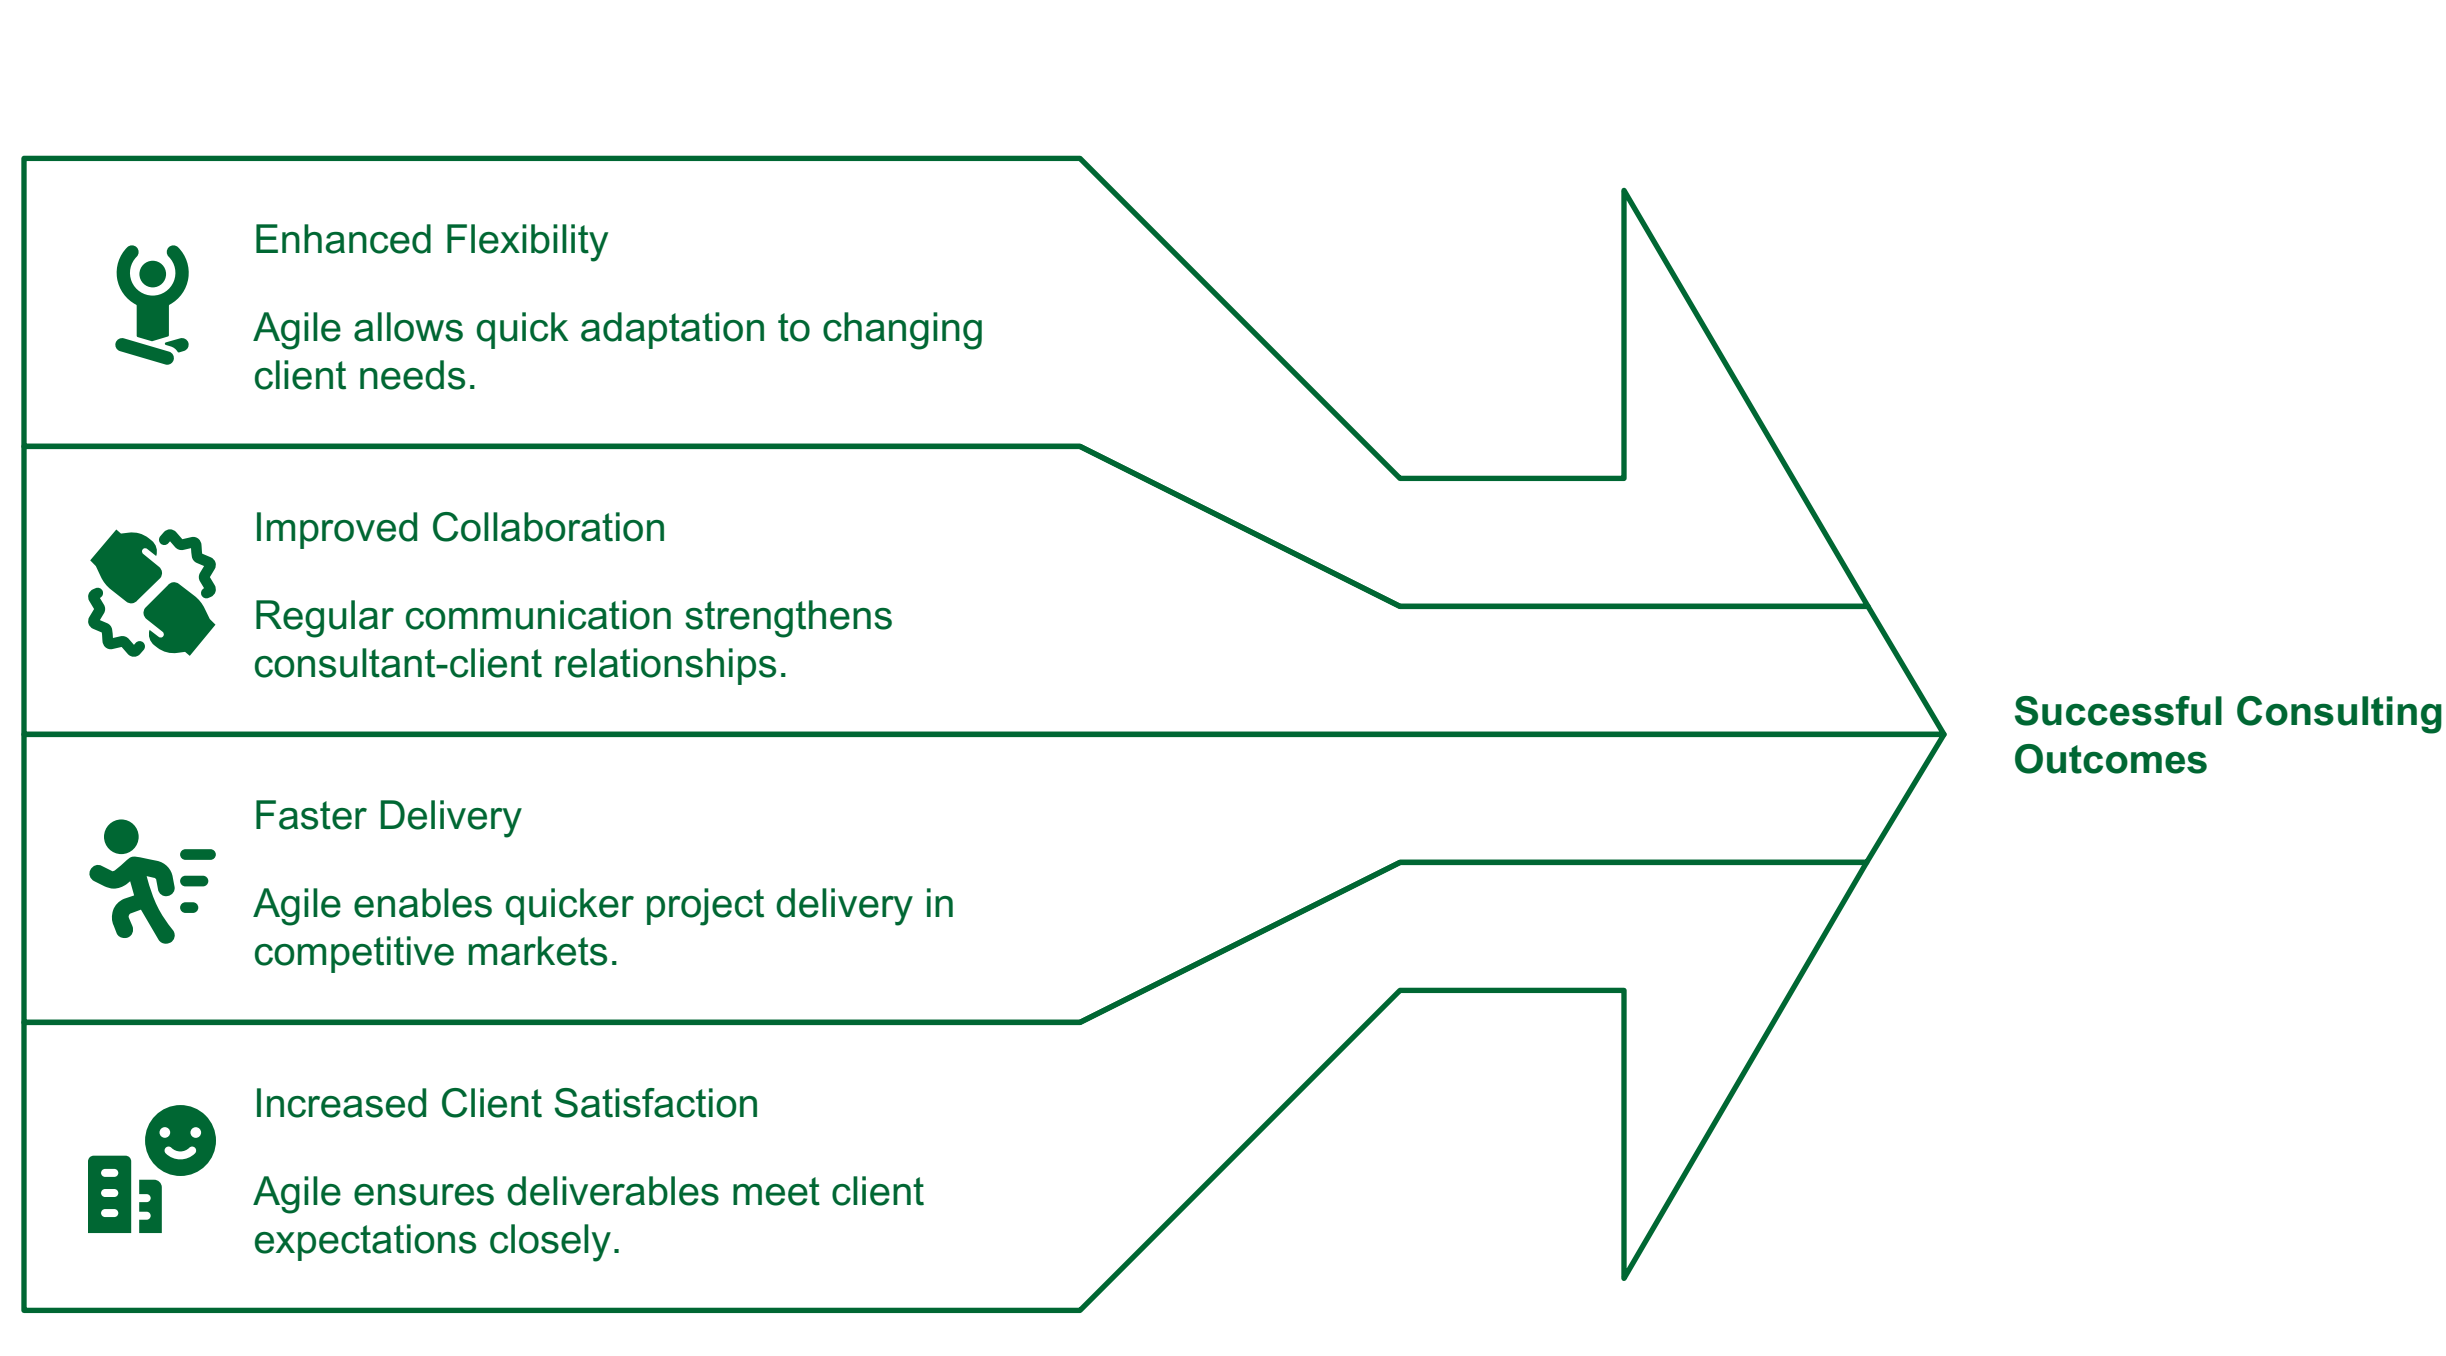 Enhanced Flexibility
Agile allows quick adaptation to changing
client needs.
Improved Collaboration
Regular communication strengthens
consultant-client relationships.
Successful Consulting
Outcomes
Faster Delivery
Agile enables quicker project delivery in
competitive markets.
Increased Client Satisfaction
Agile ensures deliverables meet client
expectations closely.